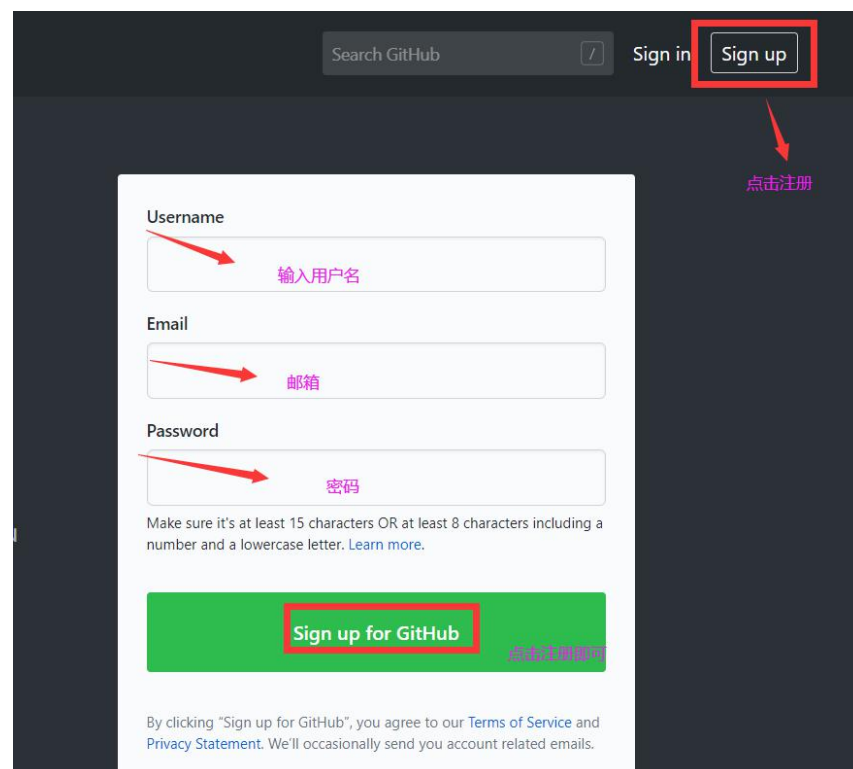 Search GitHub
/
Sign in
Sign up
点击注册
Username
输入用户名
Email
邮箱
Password
密码
Make sure it's at least 15 characters OR at least 8 characters including a
number and a lowercase letter. Learn more.
Sign up for GitHub
点击注册即可
By clicking "Sign up for GitHub", you agree to our Terms of Service and
Privacy Statement. We'll occasionally send you account related emails.